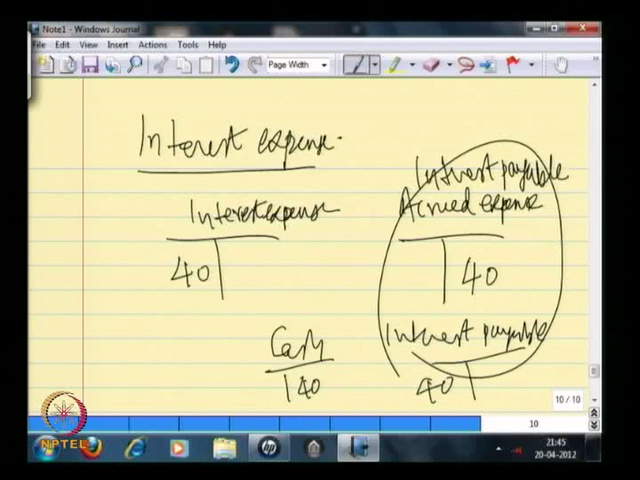 Note1 - Windows Journal
File Edit View Insert Actions Tools Help
Page Width
Interest expense
Interest payable
Interest expense Accrued expense
40 40
Cash Interest payable
40 40
10 / 10
10
NPTEL
21:45
20-04-2012